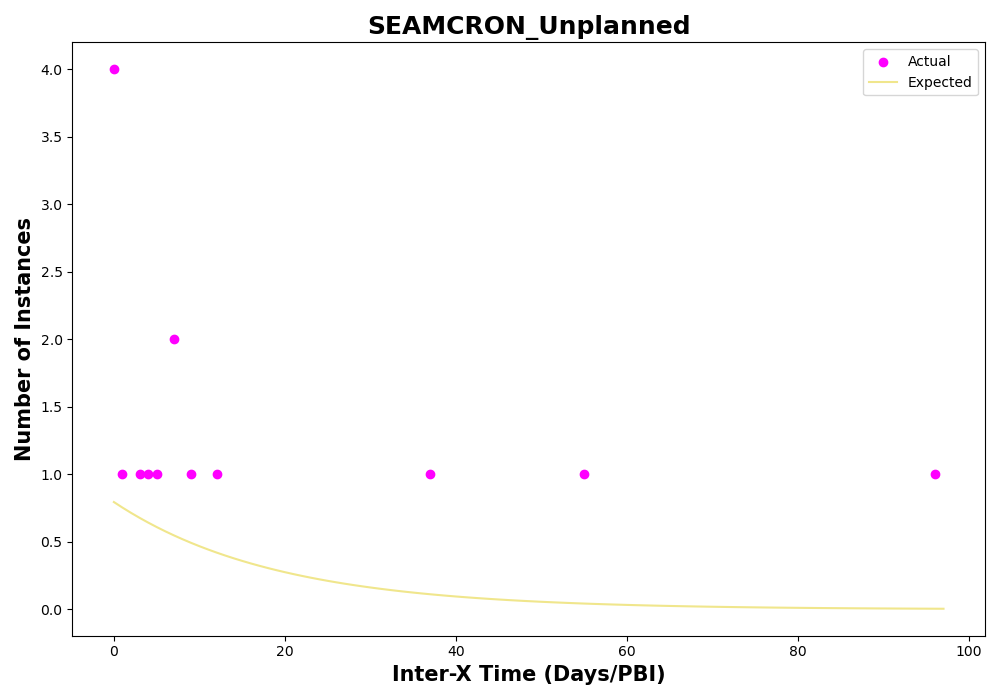 SEAMCRON_Unplanned
Actual
Expected
4.0
3.5
3.0
2.5
2.0
1.5
1.0
0.5
0.0
Number of Instances
0 20 40 60 80 100
Inter-X Time (Days/PBI)